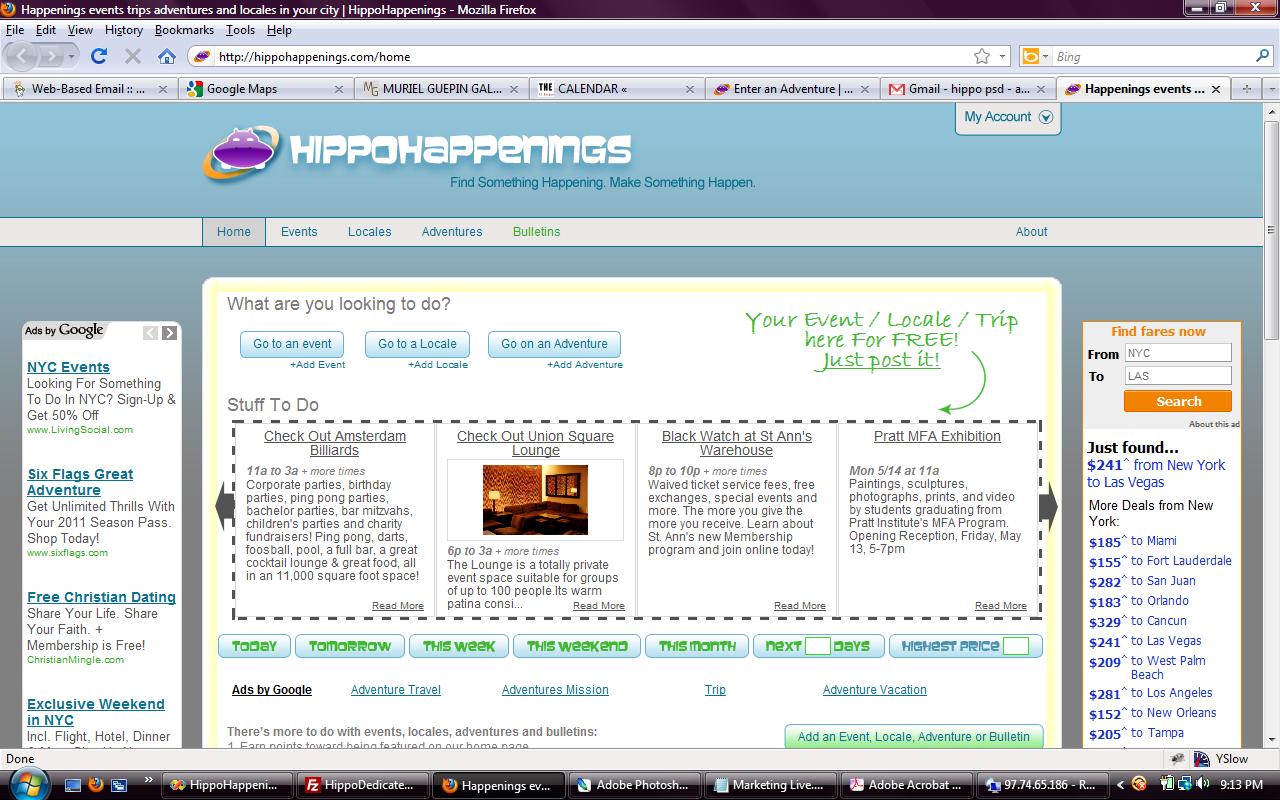 Happenings events trips adventures and locales in your city | HippoHappenings - Mozilla Firefox
File Edit View History Bookmarks Tools Help
http://hippohappenings.com/home
Bing
Web-Based Email :: ...
Google Maps
MURIEL GUEPIN GAL...
THE
CALENDAR «
Enter an Adventure | ...
Gmail - hippo psd - a...
Happenings events ...
My Account
HIPPOHAPPENINGS
Find Something Happening. Make Something Happen.
Home Events Locales Adventures Bulletins About
Ads by Google
NYC Events
Looking For Something
To Do In NYC? Sign-Up &
Get 50% Off
www.LivingSocial.com
Six Flags Great
Adventure
Get Unlimited Thrills With
Your 2011 Season Pass.
Shop Today!
www.sixflags.com
Free Christian Dating
Share Your Life. Share
Your Faith. +
Membership is Free!
ChristianMingle.com
Exclusive Weekend
in NYC
Incl. Flight, Hotel, Dinner
What are you looking to do?
Go to an event Go to a Locale Go on an Adventure
+Add Event +Add Locale +Add Adventure
Your Event / Locale / Trip
here For FREE!
Just post it!
Stuff To Do
Check Out Amsterdam
Billiards
11a to 3a + more times
Corporate parties, birthday
parties, ping pong parties,
bachelor parties, bar mitzvahs,
children's parties and charity
fundraisers! Ping pong, darts,
foosball, pool, a full bar, a great
cocktail lounge & great food, all
in an 11,000 square foot space!
Read More
Check Out Union Square
Lounge
6p to 3a + more times
The Lounge is a totally private
event space suitable for groups
of up to 100 people.Its warm
patina consi...
Read More
Black Watch at St Ann's
Warehouse
8p to 10p + more times
Waived ticket service fees, free
exchanges, special events and
more. The more you give the
more you receive. Learn about
St. Ann's new Membership
program and join online today!
Read More
Pratt MFA Exhibition
Mon 5/14 at 11a
Paintings, sculptures,
photographs, prints, and video
by students graduating from
Pratt Institute's MFA Program.
Opening Reception, Friday, May
13, 5-7pm
Read More
TODAY TOMORROW THIS WEEK THIS WEEKEND THIS MONTH NEXT DAYS HIGHEST PRICE
Ads by Google Adventure Travel Adventures Mission Trip Adventure Vacation
There's more to do with events, locales, adventures and bulletins:
1. Earn points toward being featured on our home page
Add an Event, Locale, Adventure or Bulletin
Find fares now
From NYC
To LAS
Search
About this ad
Just found...
$241^ from New York
to Las Vegas
More Deals from New
York:
$185^ to Miami
$155^ to Fort Lauderdale
$282^ to San Juan
$183^ to Orlando
$329^ to Cancun
$241^ to Las Vegas
$209^ to West Palm
Beach
$281^ to Los Angeles
$152^ to New Orleans
$205^ to Tampa
Done
YSlow
HippoHappeni...
HippoDedicate...
Happenings ev...
Adobe Photosh...
Marketing Live....
Adobe Acrobat ...
97.74.65.186 - R...
9:13 PM